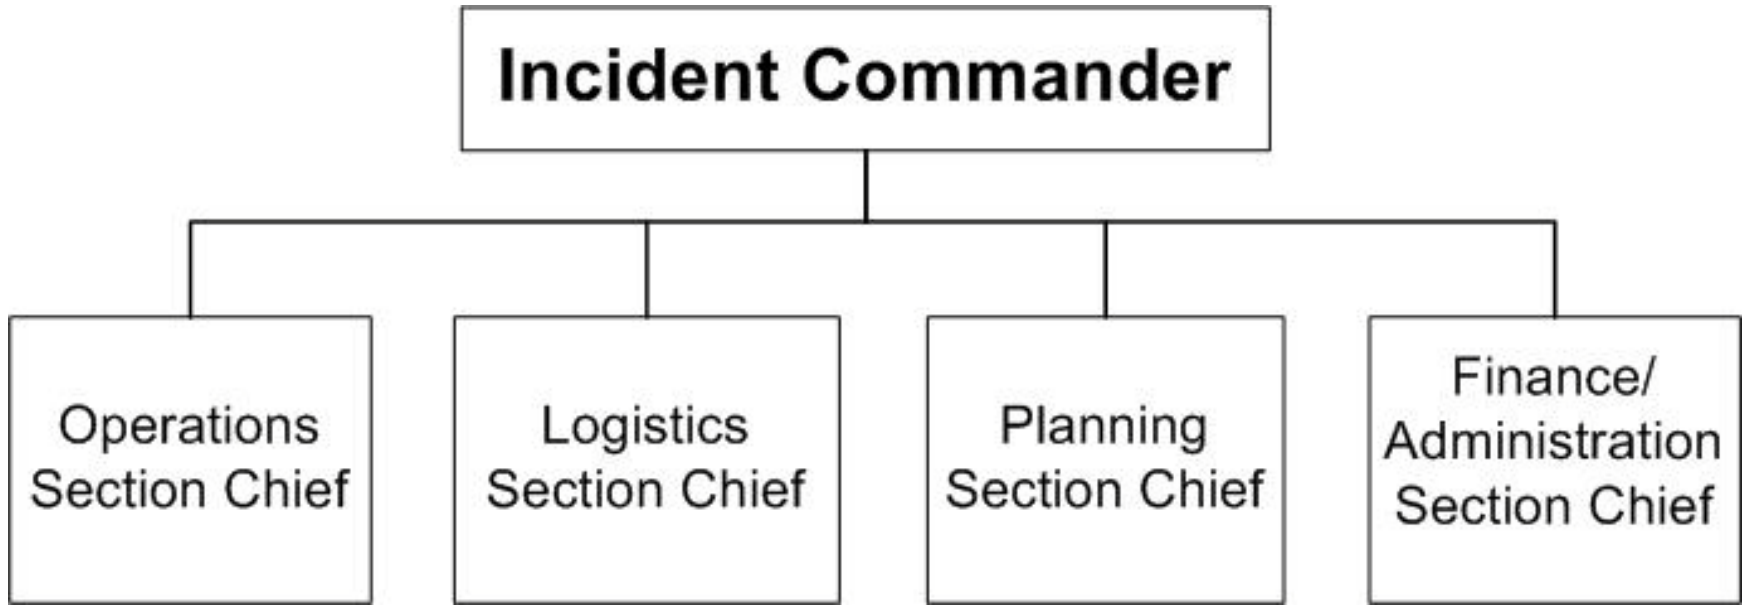 Incident Commander
Operations
Section Chief
Logistics
Section Chief
Planning
Section Chief
Finance/
Administration
Section Chief